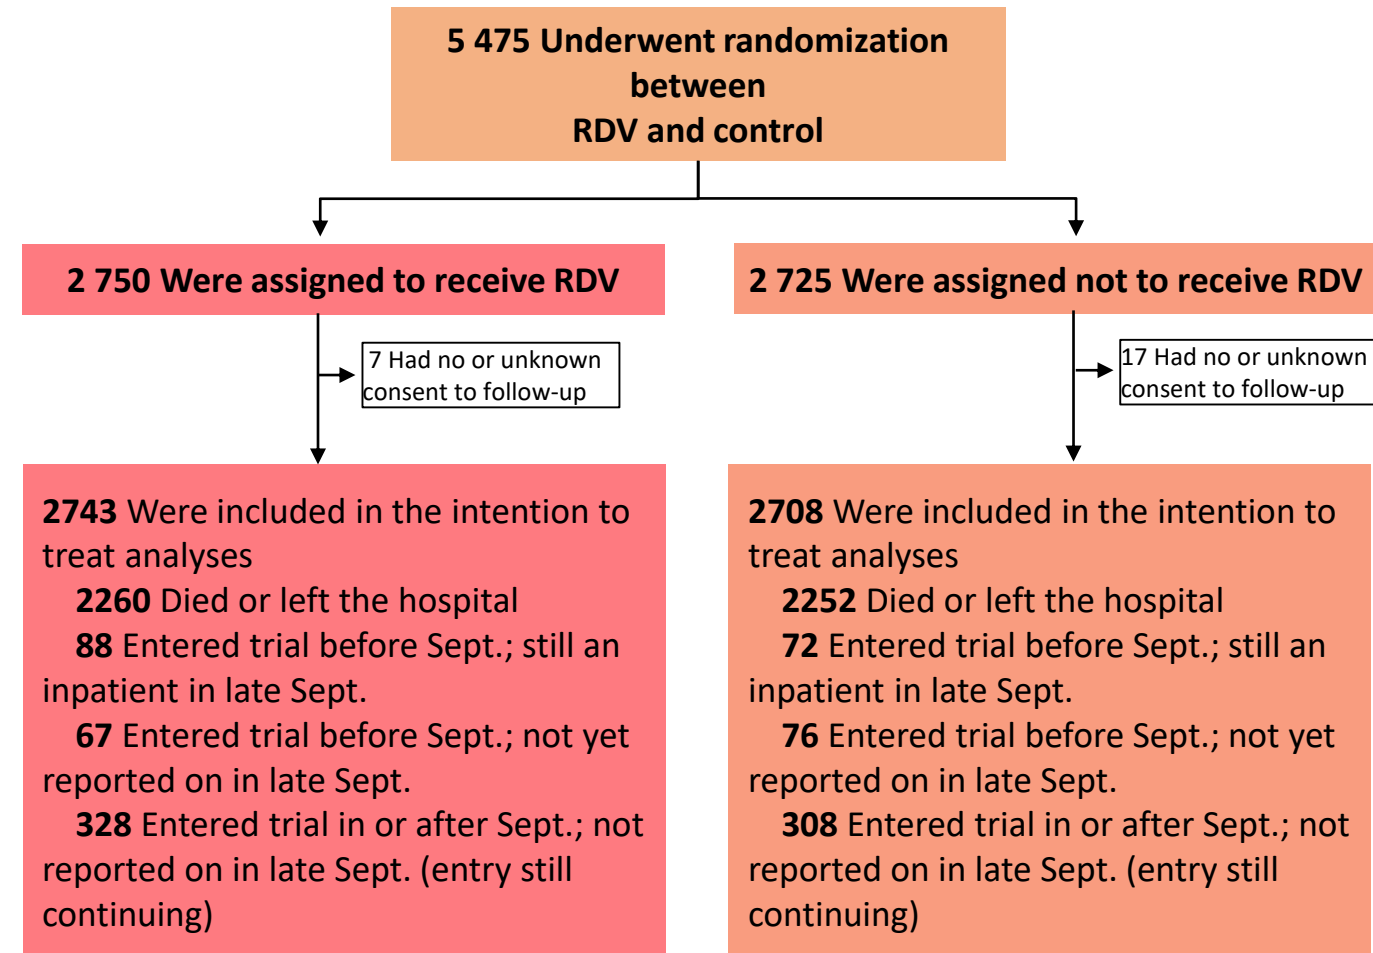 5 475 Underwent randomization
between
RDV and control
2 750 Were assigned to receive RDV
2 725 Were assigned not to receive RDV
7 Had no or unknown
consent to follow-up
17 Had no or unknown
consent to follow-up
2743 Were included in the intention to
treat analyses
2260 Died or left the hospital
88 Entered trial before Sept.; still an
inpatient in late Sept.
67 Entered trial before Sept.; not yet
reported on in late Sept.
328 Entered trial in or after Sept.; not
reported on in late Sept. (entry still
continuing)
2708 Were included in the intention to
treat analyses
2252 Died or left the hospital
72 Entered trial before Sept.; still an
inpatient in late Sept.
76 Entered trial before Sept.; not yet
reported on in late Sept.
308 Entered trial in or after Sept.; not
reported on in late Sept. (entry still
continuing)